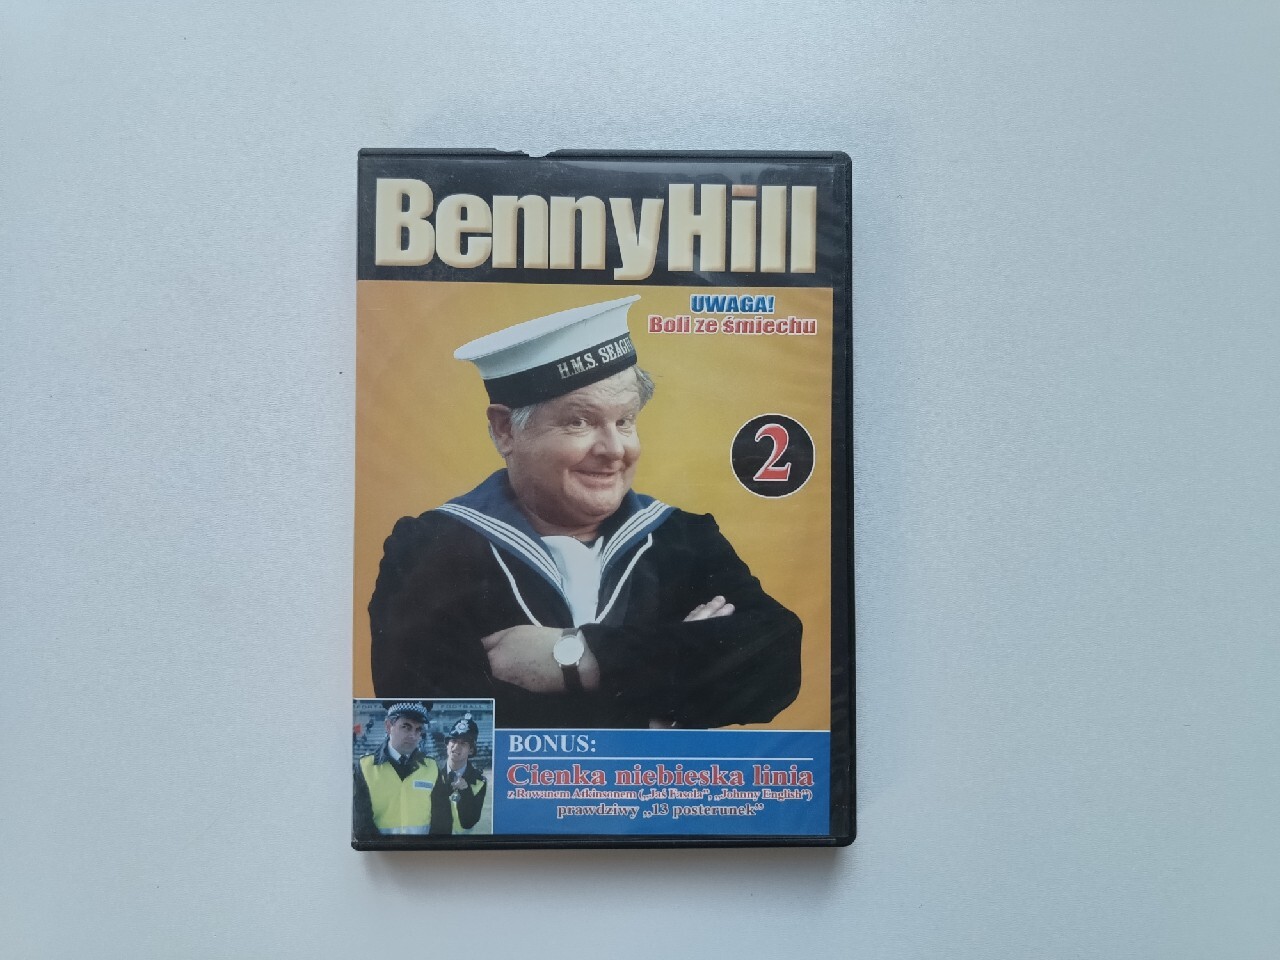 BennyHill
UWAGA!
Boli ze śmiechu
H.M.S. SEAGU
2
BONUS:
Cienka niebieska linia
z Rowanem Atkinsonem („Jaś Fasola”, „Johnny English”)
prawdziwy „13 posterunek”
FOOTBALL